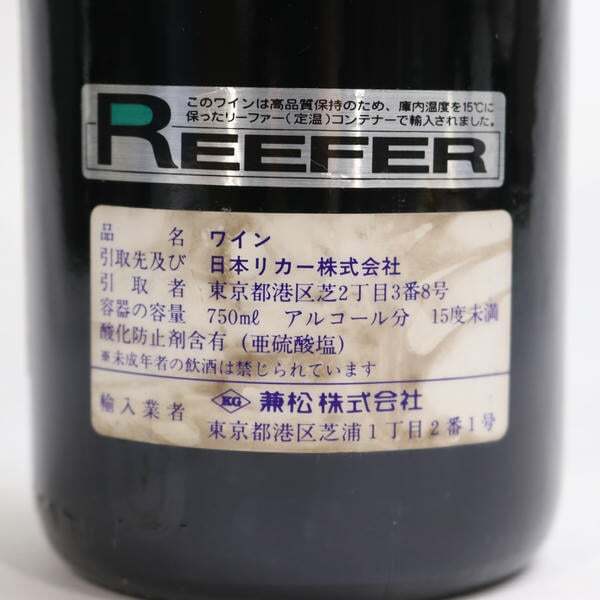 このワインは高品質保持のため、庫内温度を15℃に
保ったリーファー(定温)コンテナーで輸入されました。
REEFER
品 名 ワイン
引取先及び 日本リカー株式会社
引 取 者 東京都港区芝2丁目3番8号
容器の容量 750mℓ アルコール分 15度未満
酸化防止剤含有(亜硫酸塩)
※未成年者の飲酒は禁じられています
輸入業者 KG 兼松株式会社
東京都港区芝浦1丁目2番1号